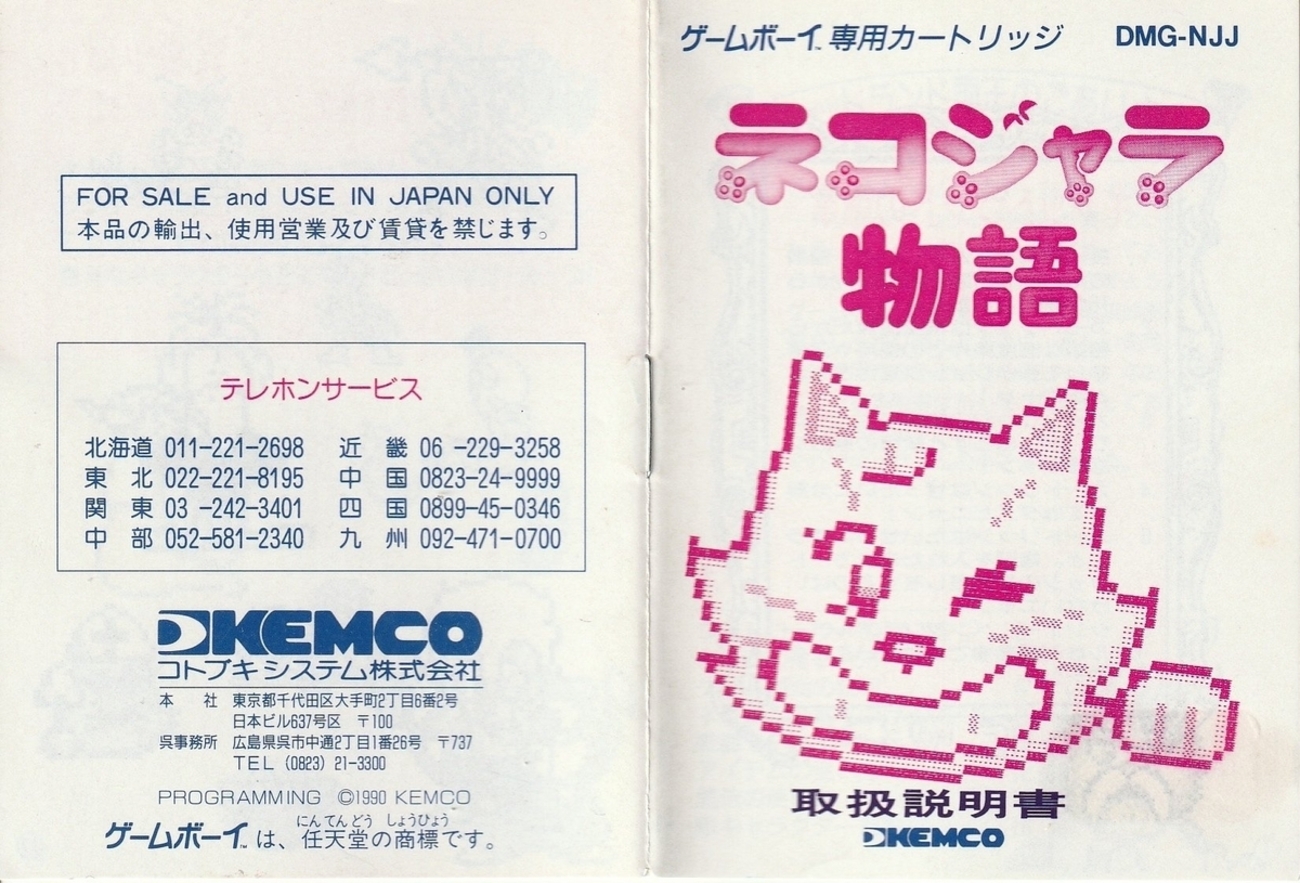 FOR SALE and USE IN JAPAN ONLY
本品の輸出、使用営業及び賃貸を禁じます。
テレホンサービス
北海道 011-221-2698 近 畿 06 -229-3258
東 北 022-221-8195 中 国 0823-24-9999
関 東 03 -242-3401 四 国 0899-45-0346
中 部 052-581-2340 九 州 092-471-0700
KEMCO
コトブキシステム株式会社
本 社 東京都千代田区大手町2丁目6番2号
日本ビル637号区 〒100
呉事務所 広島県呉市中通2丁目1番26号 〒737
TEL (0823) 21-3300
PROGRAMMING ©1990 KEMCO
にんてんどう しょうひょう
ゲームボーイ™は、任天堂の商標です。
ゲームボーイ™専用カートリッジ DMG-NJJ
ネコジャラ
物語
取扱説明書
KEMCO